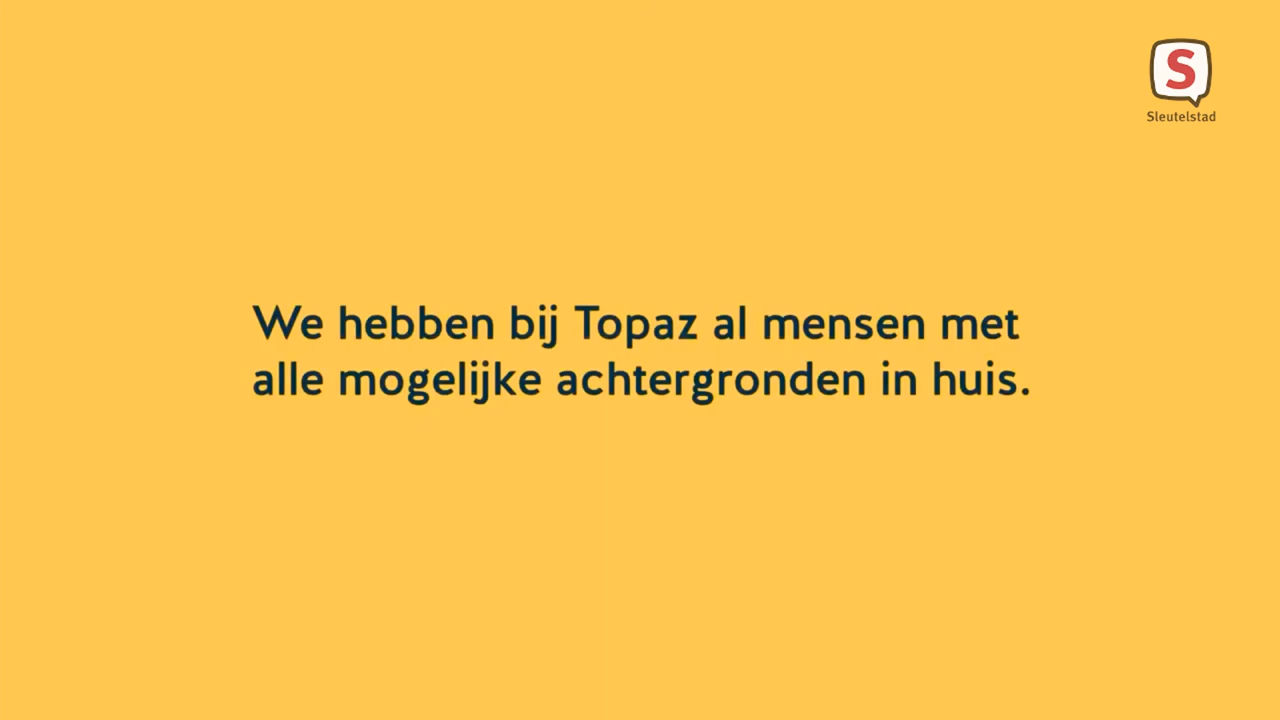 S
Sleutelstad
We hebben bij Topaz al mensen met
alle mogelijke achtergronden in huis.